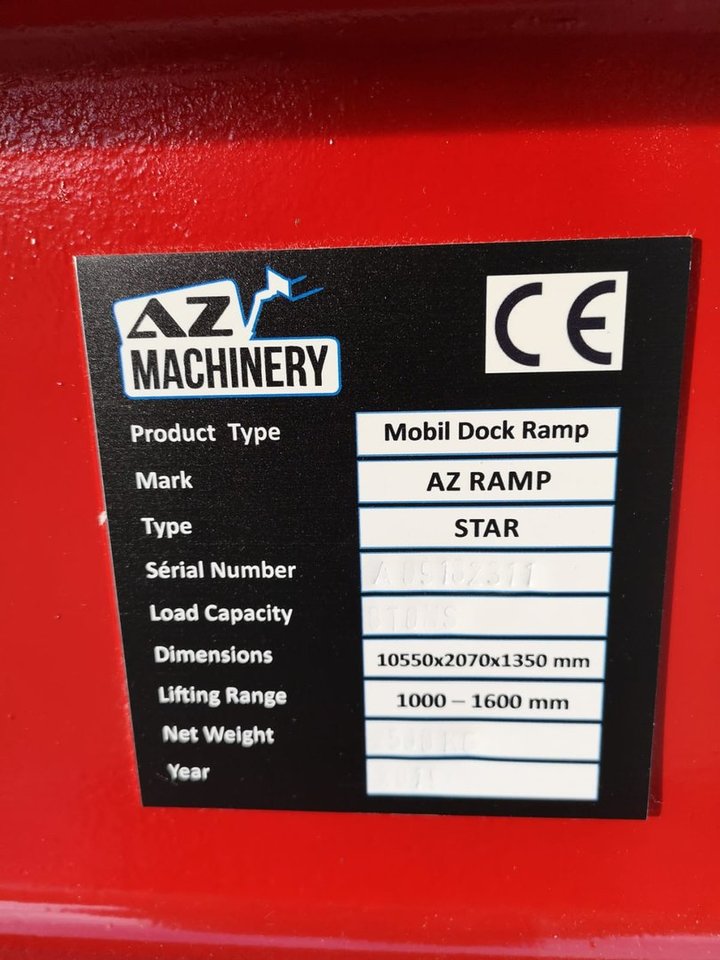 AZ
MACHINERY
CE
Product Type Mobil Dock Ramp
Mark AZ RAMP
Type STAR
Sérial Number
Load Capacity
Dimensions 10550x2070x1350 mm
Lifting Range 1000 – 1600 mm
Net Weight
Year